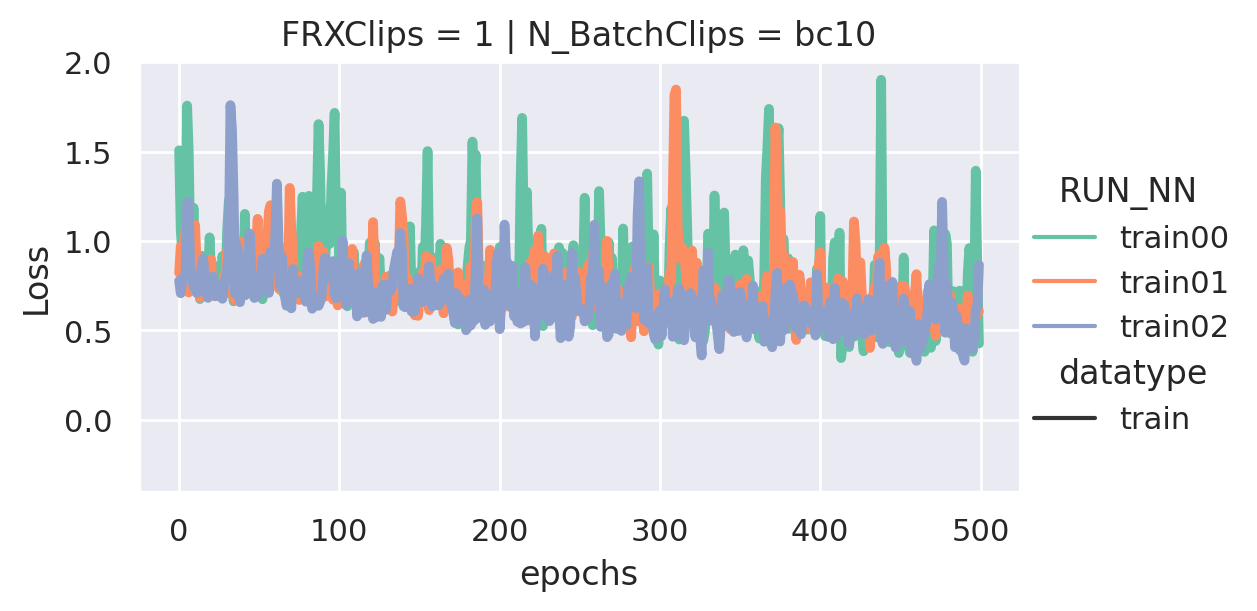 FRXClips = 1 | N_BatchClips = bc10
2.0
1.5
1.0
0.5
0.0
Loss
0 100 200 300 400 500
epochs
RUN_NN
train00
train01
train02
datatype
train